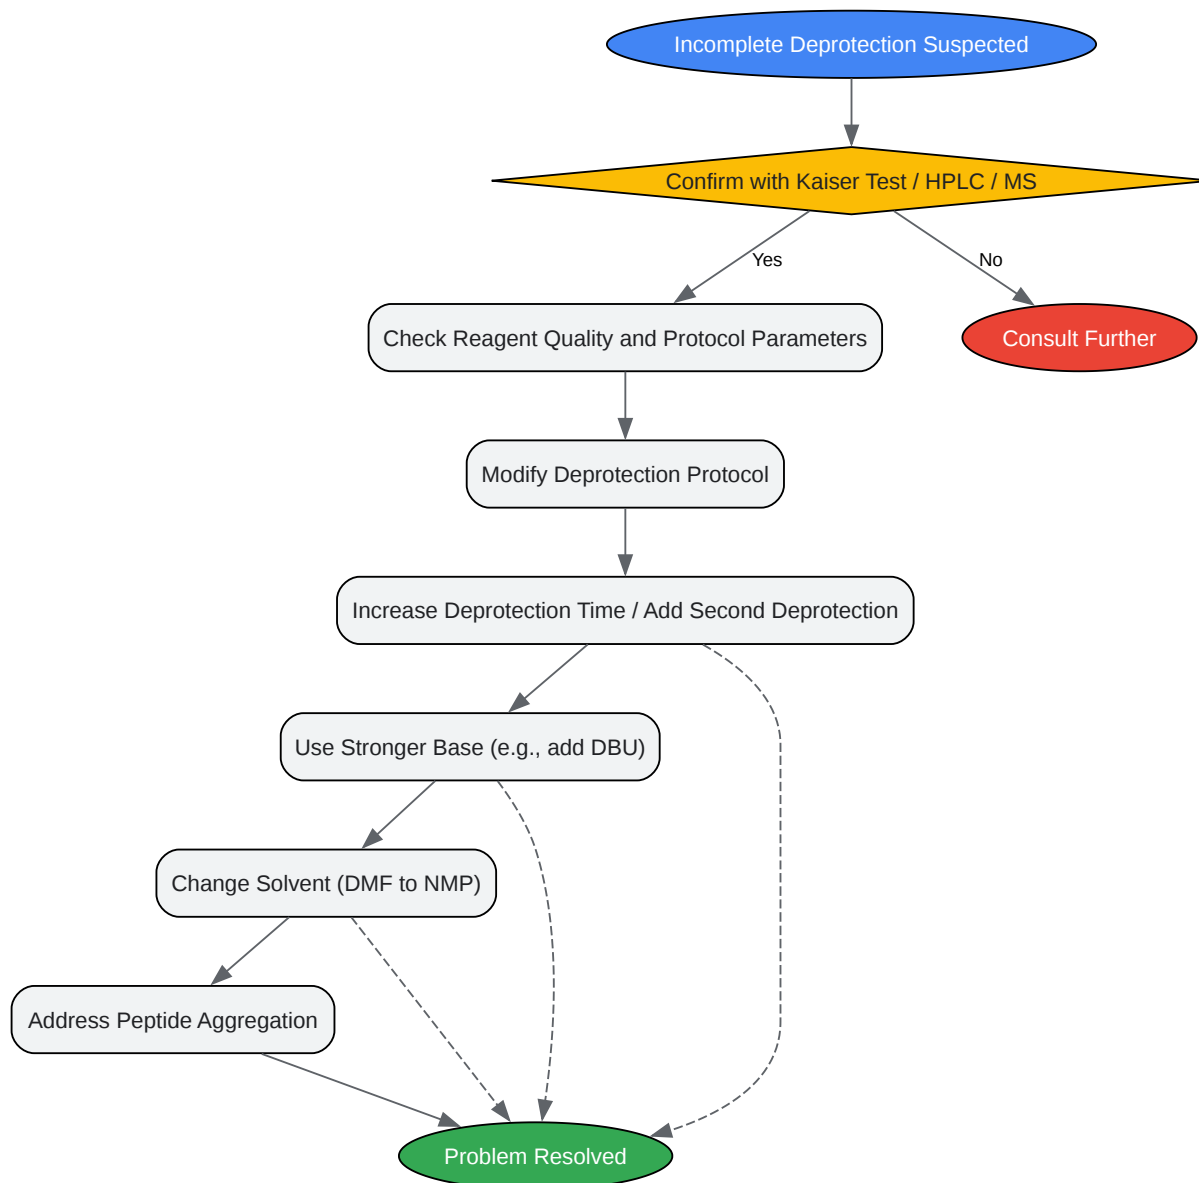 Incomplete Deprotection Suspected
Confirm with Kaiser Test / HPLC / MS
Yes
No
Check Reagent Quality and Protocol Parameters
Consult Further
Modify Deprotection Protocol
Increase Deprotection Time / Add Second Deprotection
Use Stronger Base (e.g., add DBU)
Change Solvent (DMF to NMP)
Address Peptide Aggregation
Problem Resolved